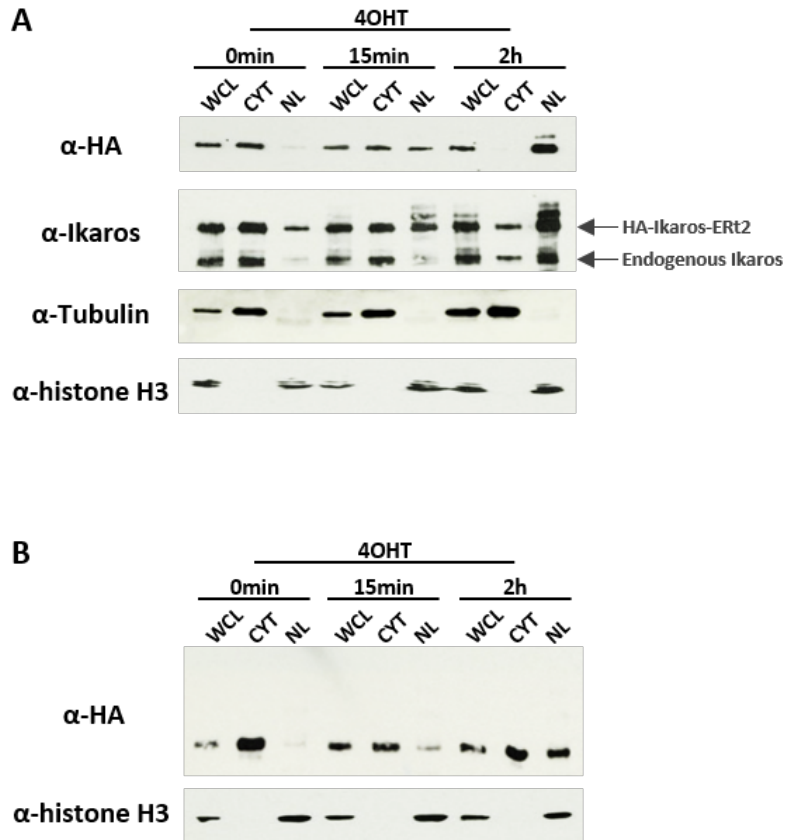 A
4OHT
0min 15min 2h
WCL CYT NL WCL CYT NL WCL CYT NL
α-HA
α-Ikaros
HA-Ikaros-ERt2
Endogenous Ikaros
α-Tubulin
α-histone H3
B
4OHT
0min 15min 2h
WCL CYT NL WCL CYT NL WCL CYT NL
α-HA
α-histone H3